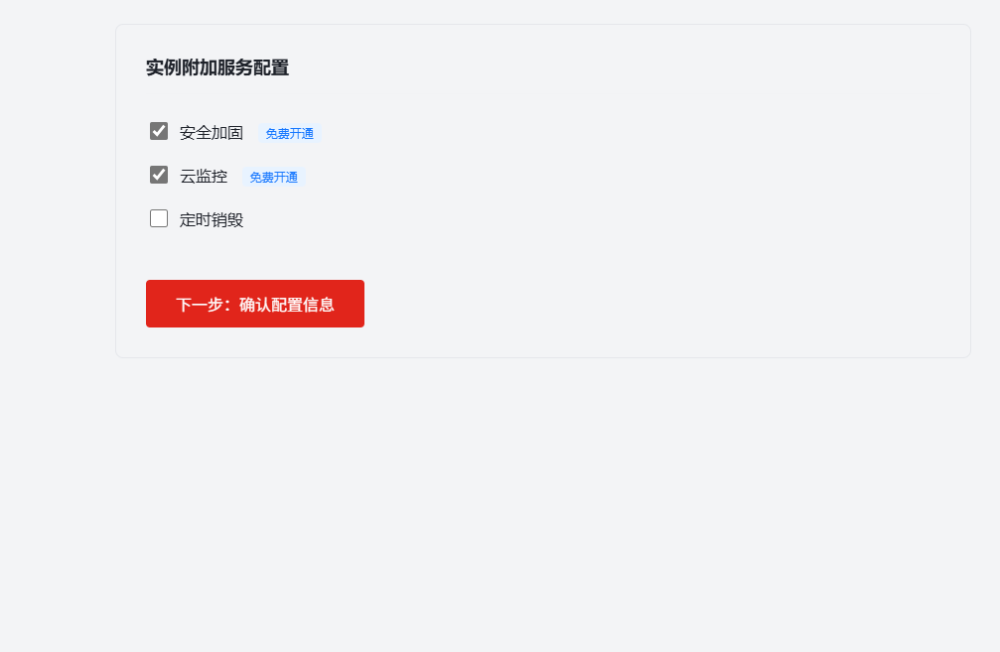 实例附加服务配置
安全加固 免费开通
云监控 免费开通
定时销毁
下一步：确认配置信息